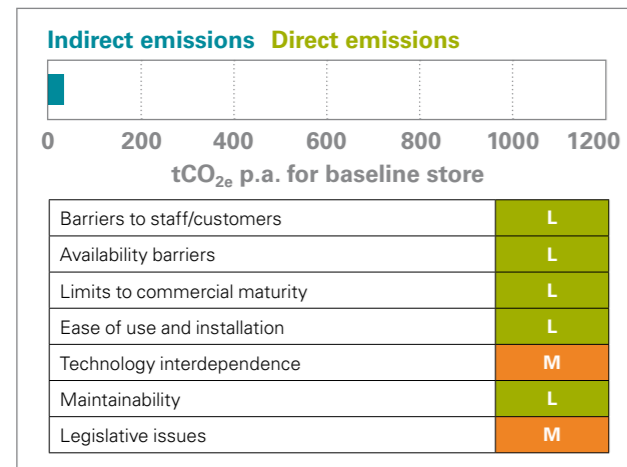 Indirect emissions Direct emissions
0 200 400 600 800 1000 1200
tCO2e p.a. for baseline store
Barriers to staff/customers L
Availability barriers L
Limits to commercial maturity L
Ease of use and installation L
Technology interdependence M
Maintainability L
Legislative issues M